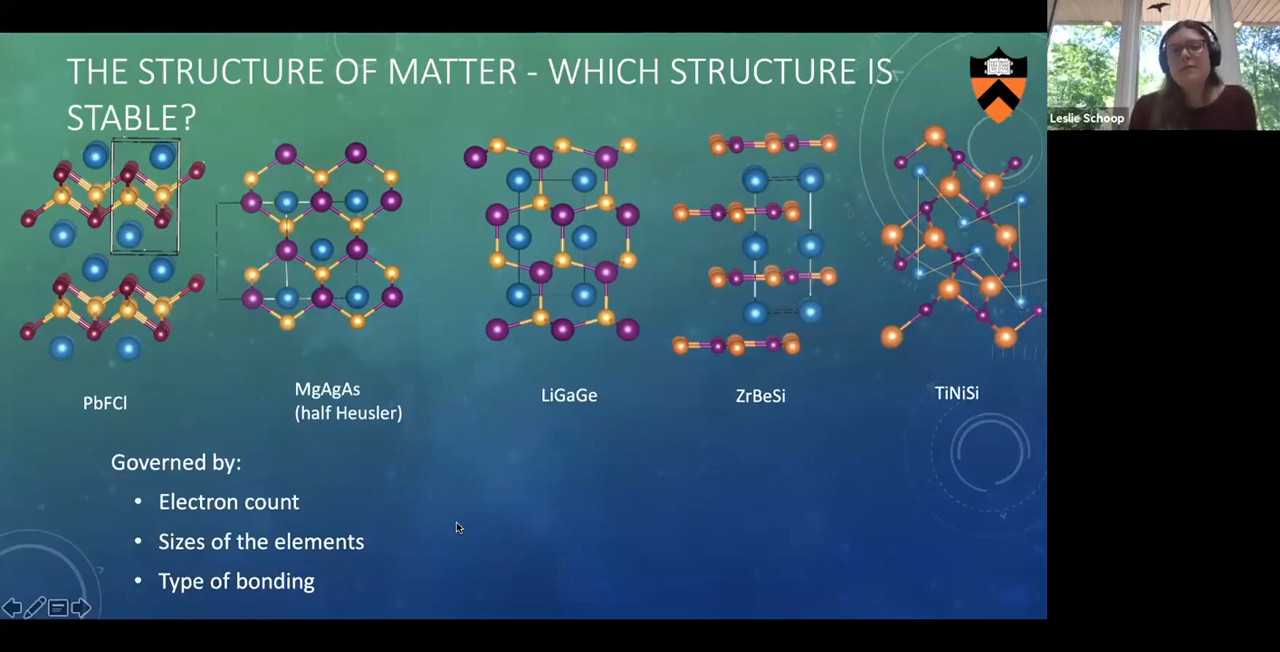 THE STRUCTURE OF MATTER - WHICH STRUCTURE IS
STABLE?
Leslie Schoop
PbFCl
MgAgAs
(half Heusler)
LiGaGe
ZrBeSi
TiNiSi
Governed by:
• Electron count
• Sizes of the elements
• Type of bonding